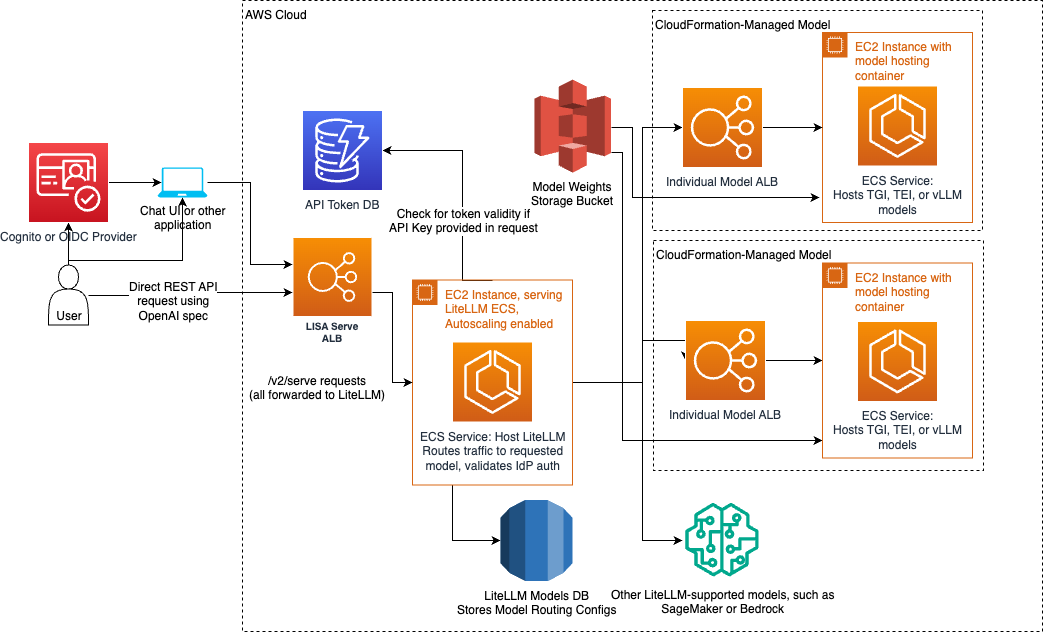 AWS Cloud
CloudFormation-Managed Model
EC2 Instance with
model hosting
container
Individual Model ALB
ECS Service:
Hosts TGI, TEI, or vLLM
models
Model Weights
Storage Bucket
API Token DB
Check for token validity if
API Key provided in request
Cognito or OIDC Provider
Chat UI or other
application
User
Direct REST API
request using
OpenAI spec
LISA Serve
ALB
/v2/serve requests
(all forwarded to LiteLLM)
EC2 Instance, serving
LiteLLM ECS,
Autoscaling enabled
ECS Service: Host LiteLLM
Routes traffic to requested
model, validates IdP auth
CloudFormation-Managed Model
EC2 Instance with
model hosting
container
Individual Model ALB
ECS Service:
Hosts TGI, TEI, or vLLM
models
LiteLLM Models DB
Stores Model Routing Configs
Other LiteLLM-supported models, such as
SageMaker or Bedrock